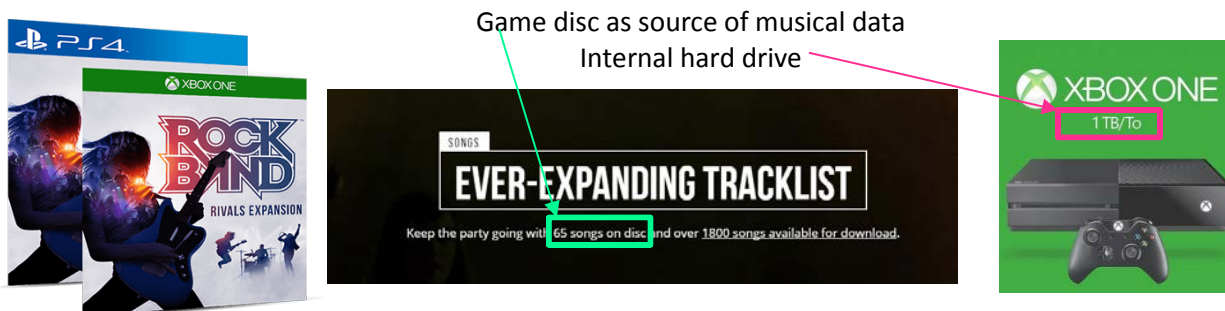 Game disc as source of musical data
Internal hard drive
PS4
XBOX ONE
ROCK
BAND
RIVALS EXPANSION
SONGS
EVER-EXPANDING TRACKLIST
Keep the party going with 65 songs on disc and over 1800 songs available for download.
XBOX ONE
1 TB/To